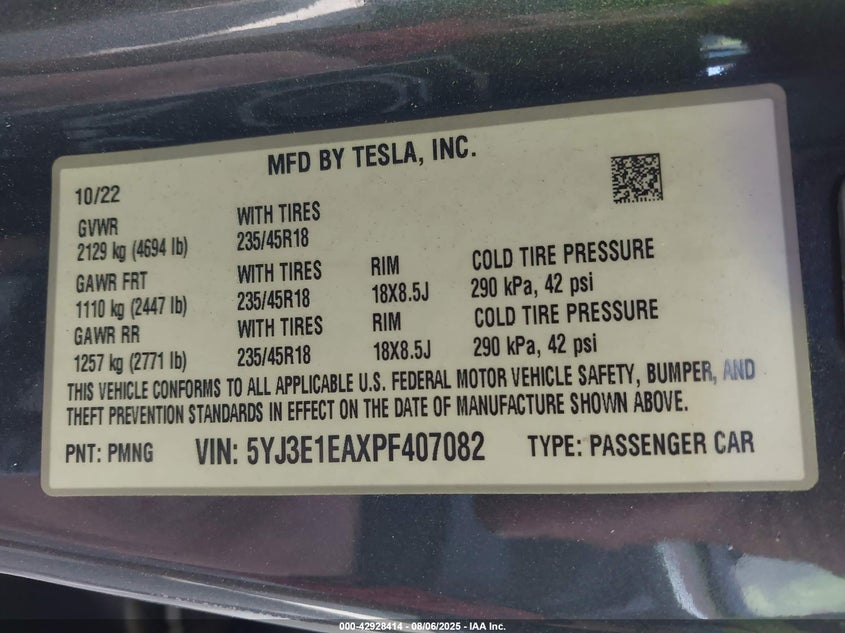 MFD BY TESLA, INC.
10/22
GVWR WITH TIRES
2129 kg (4694 lb) 235/45R18
GAWR FRT WITH TIRES RIM COLD TIRE PRESSURE
1110 kg (2447 lb) 235/45R18 18X8.5J 290 kPa, 42 psi
GAWR RR WITH TIRES RIM COLD TIRE PRESSURE
1257 kg (2771 lb) 235/45R18 18X8.5J 290 kPa, 42 psi
THIS VEHICLE CONFORMS TO ALL APPLICABLE U.S. FEDERAL MOTOR VEHICLE SAFETY, BUMPER, AND
THEFT PREVENTION STANDARDS IN EFFECT ON THE DATE OF MANUFACTURE SHOWN ABOVE.
PNT: PMNG VIN: 5YJ3E1EAXPF407082 TYPE: PASSENGER CAR
000-42928414 - 08/06/2025 - IAA Inc.